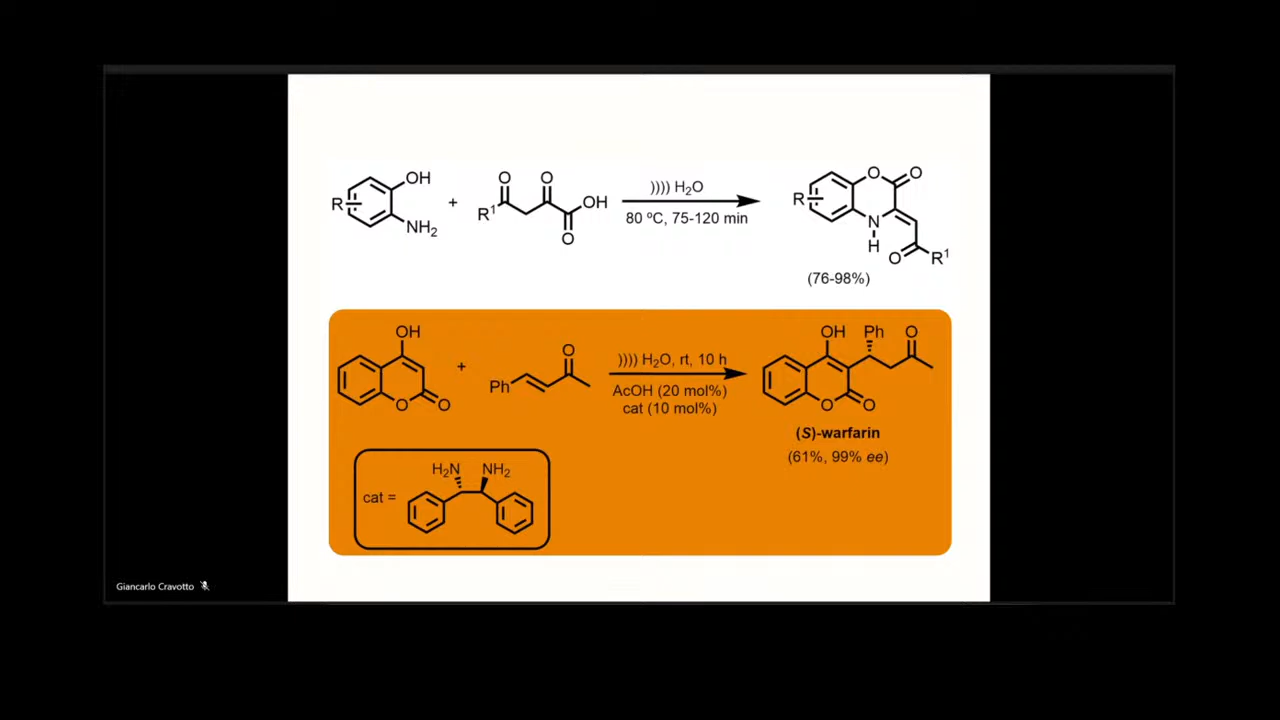 R OH NH₂ + R¹ O O OH O )))) H₂O R O O N H O R¹
80 ºC, 75-120 min
(76-98%)
OH O O + Ph O )))) H₂O, rt, 10 h OH Ph O O O
AcOH (20 mol%)
cat (10 mol%)
(S)-warfarin
(61%, 99% ee)
H₂N NH₂
cat =
Giancarlo Cravotto